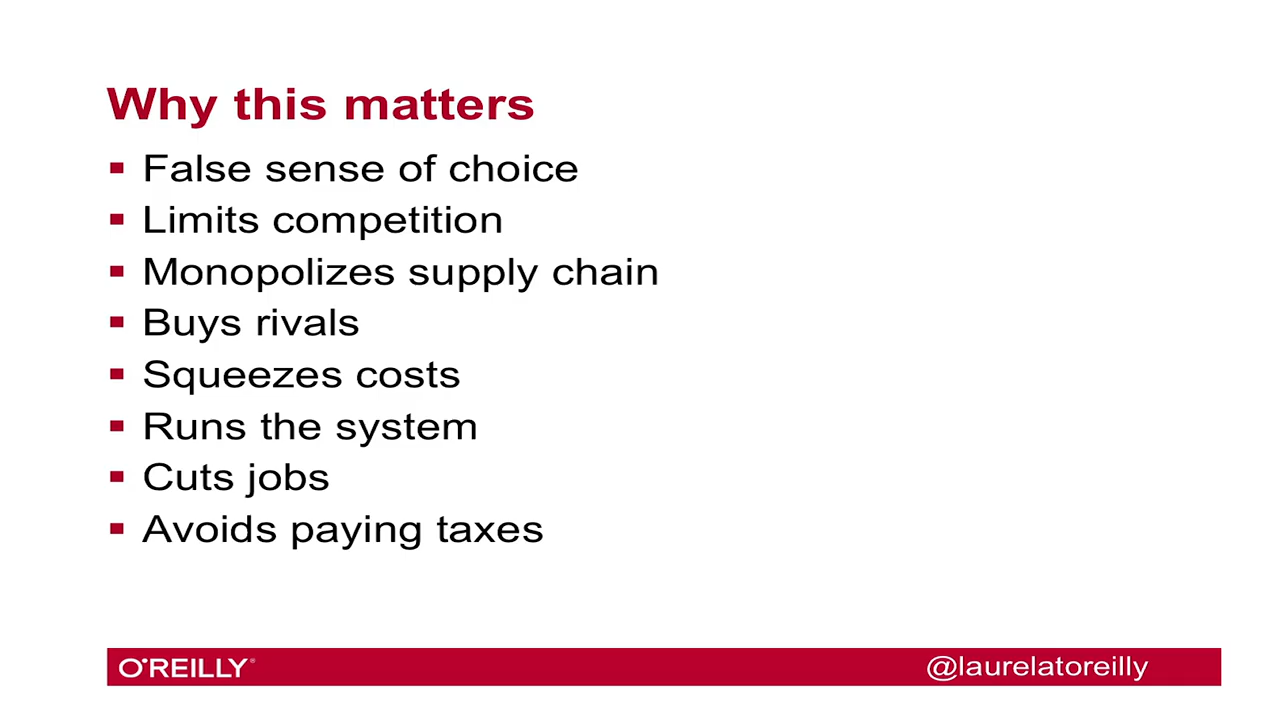 Why this matters
False sense of choice
Limits competition
Monopolizes supply chain
Buys rivals
Squeezes costs
Runs the system
Cuts jobs
Avoids paying taxes
O'REILLY®
@laurelatoreilly